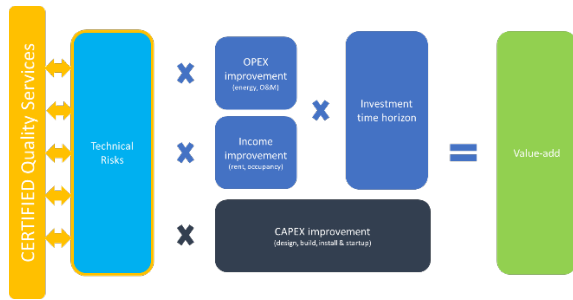 CERTIFIED Quality Services
Technical
Risks
OPEX
improvement
(energy, O&M)
Income
improvement
(rent, occupancy)
Investment
time horizon
CAPEX improvement
(design, build, install & startup)
Value-add